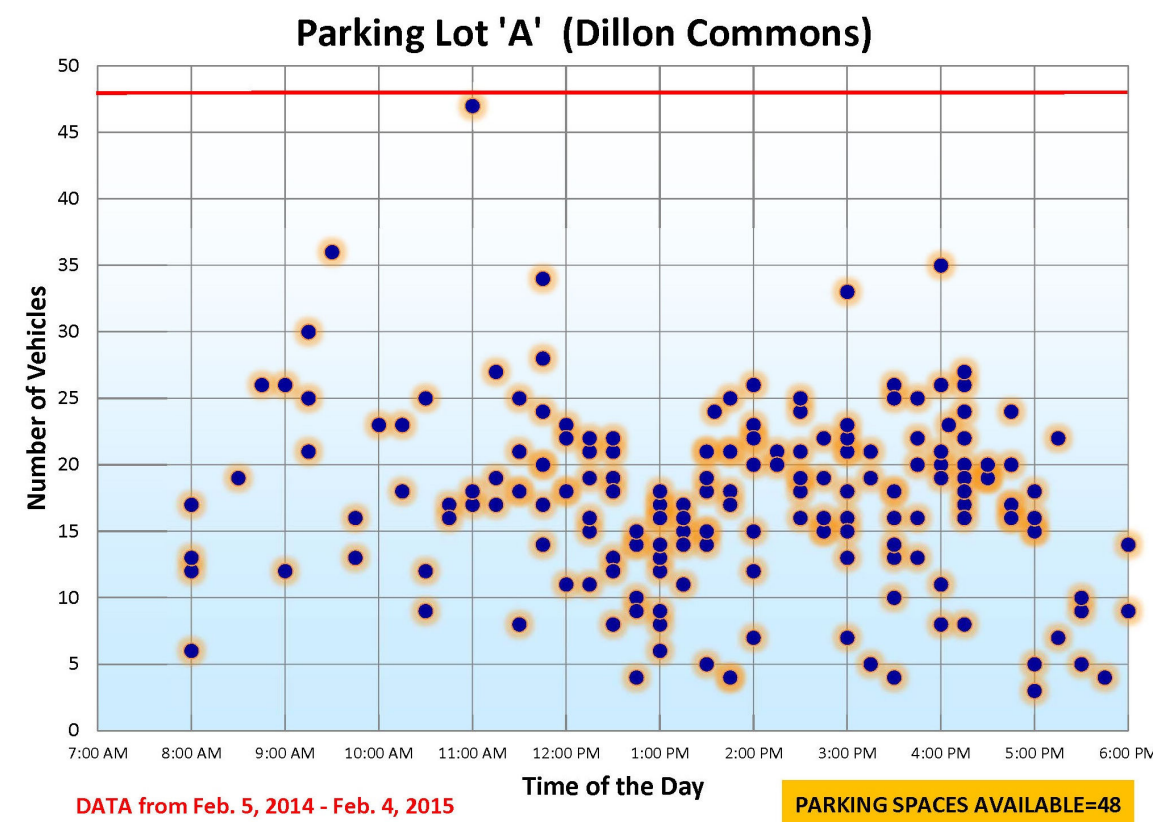 Parking Lot 'A' (Dillon Commons)
50
45
40
35
30
25
20
15
10
5
0
Number of Vehicles
7:00 AM 8:00 AM 9:00 AM 10:00 AM 11:00 AM 12:00 PM 1:00 PM 2:00 PM 3:00 PM 4:00 PM 5:00 PM 6:00 PM
Time of the Day
DATA from Feb. 5, 2014 - Feb. 4, 2015
PARKING SPACES AVAILABLE=48